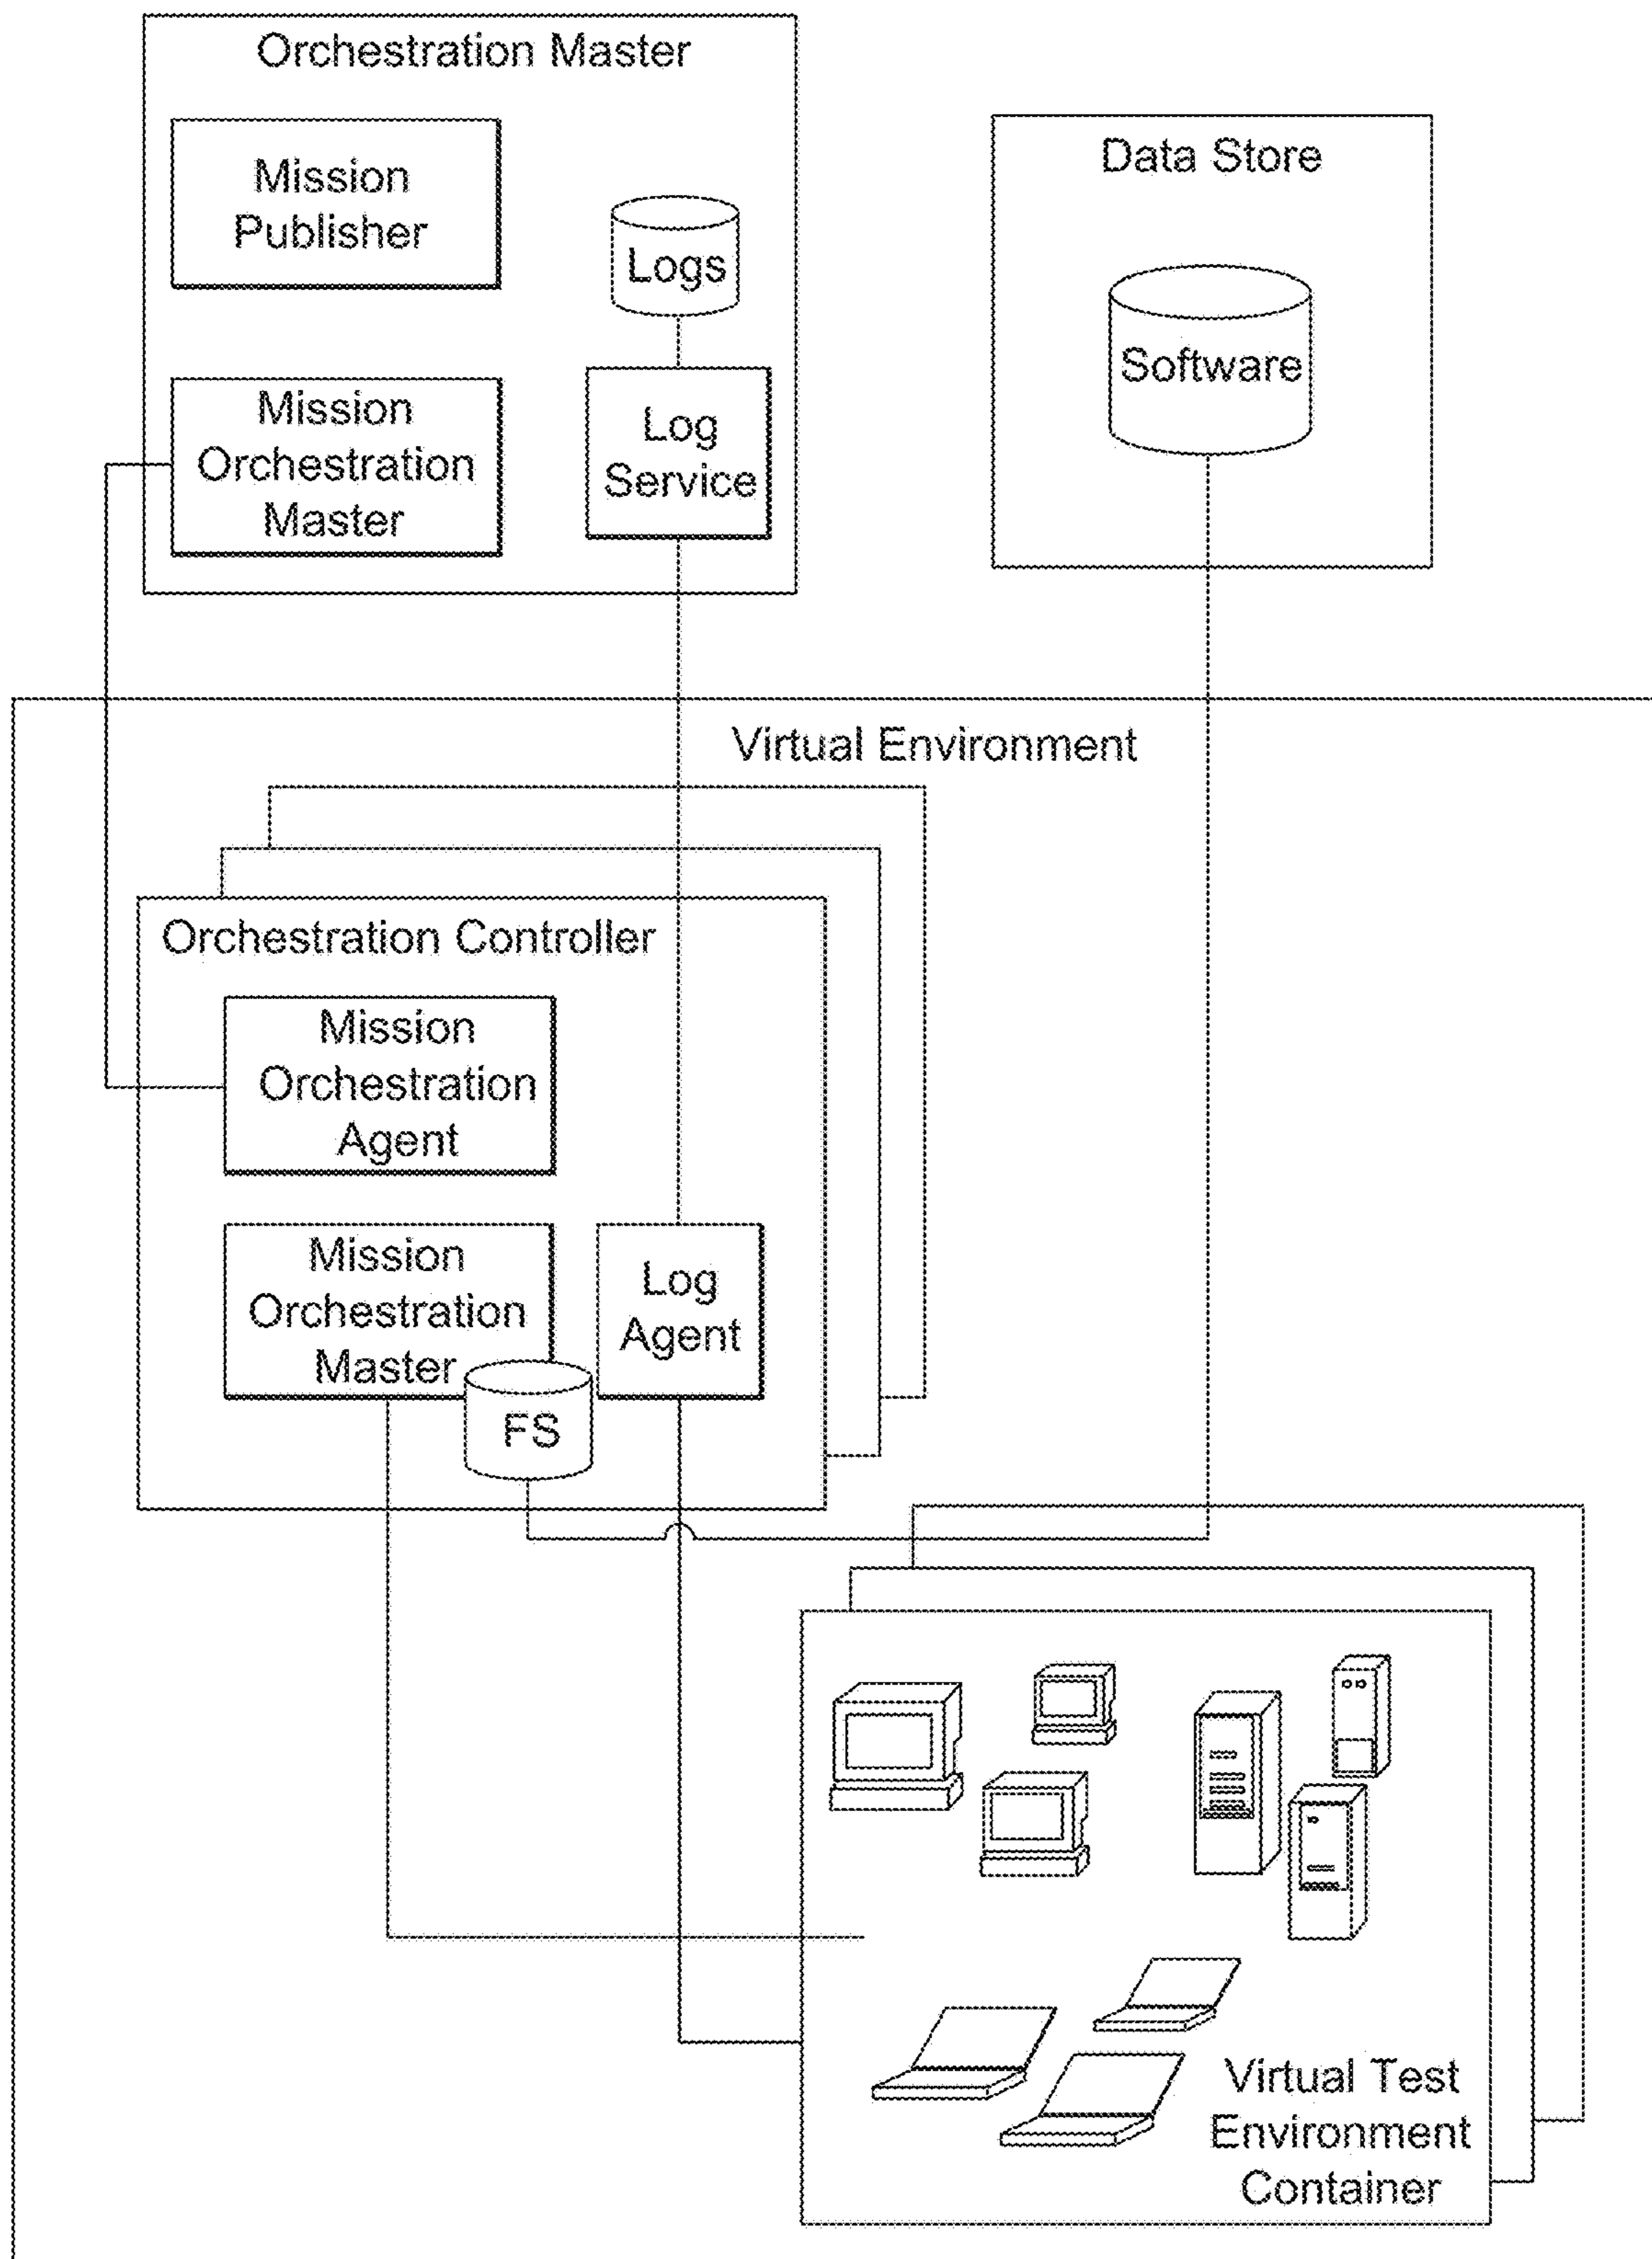 Orchestration Master
Mission
Publisher
Logs
Mission
Orchestration
Master
Log
Service
Data Store
Software
Virtual Environment
Orchestration Controller
Mission
Orchestration
Agent
Mission
Orchestration
Master
Log
Agent
FS
Virtual Test
Environment
Container